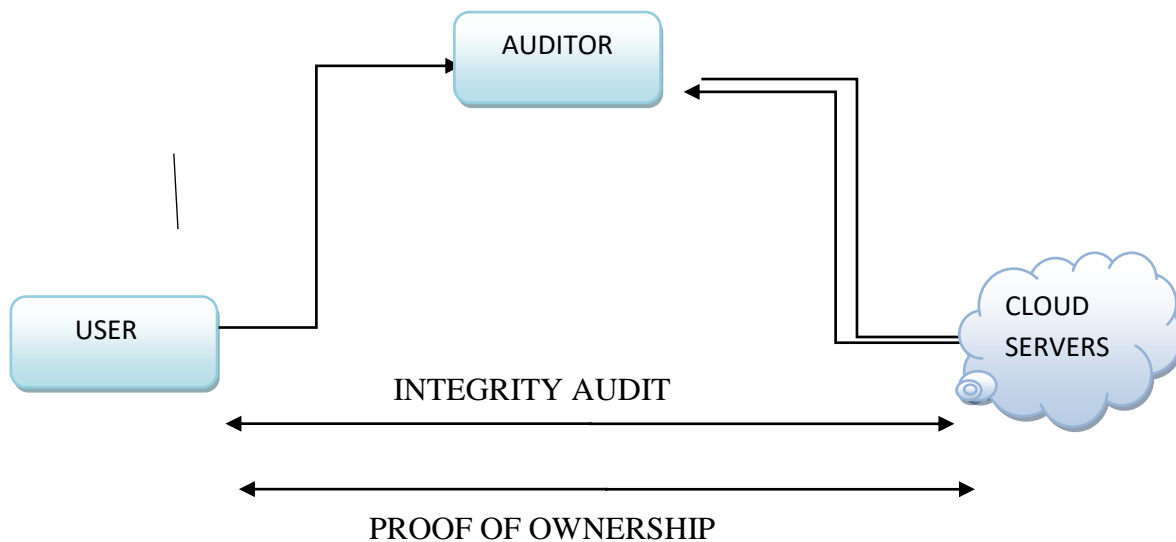 AUDITOR
USER
CLOUD
SERVERS
INTEGRITY AUDIT
PROOF OF OWNERSHIP